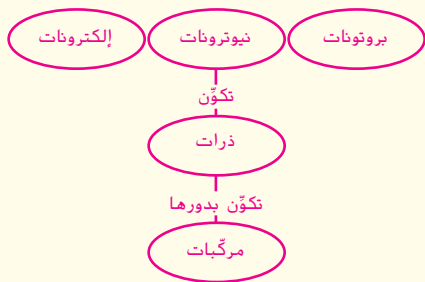 بروتونات نيوترونات إلكترونات
تكوّن
ذرات
تكوّن بدورها
مركّبات